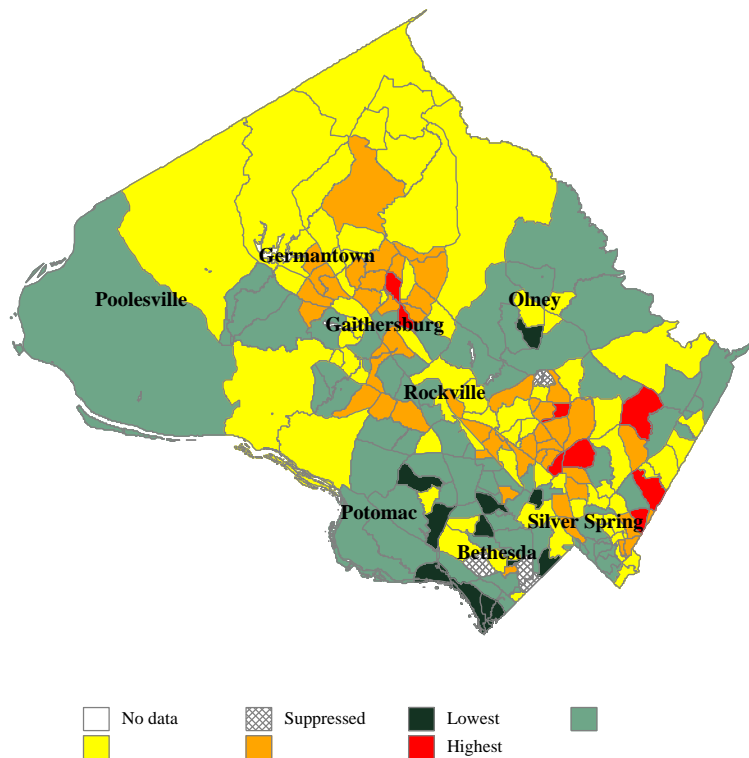 Germantown
Poolesville
Olney
Gaithersburg
Rockville
Potomac
Silver Spring
Bethesda
No data Suppressed Lowest
Highest